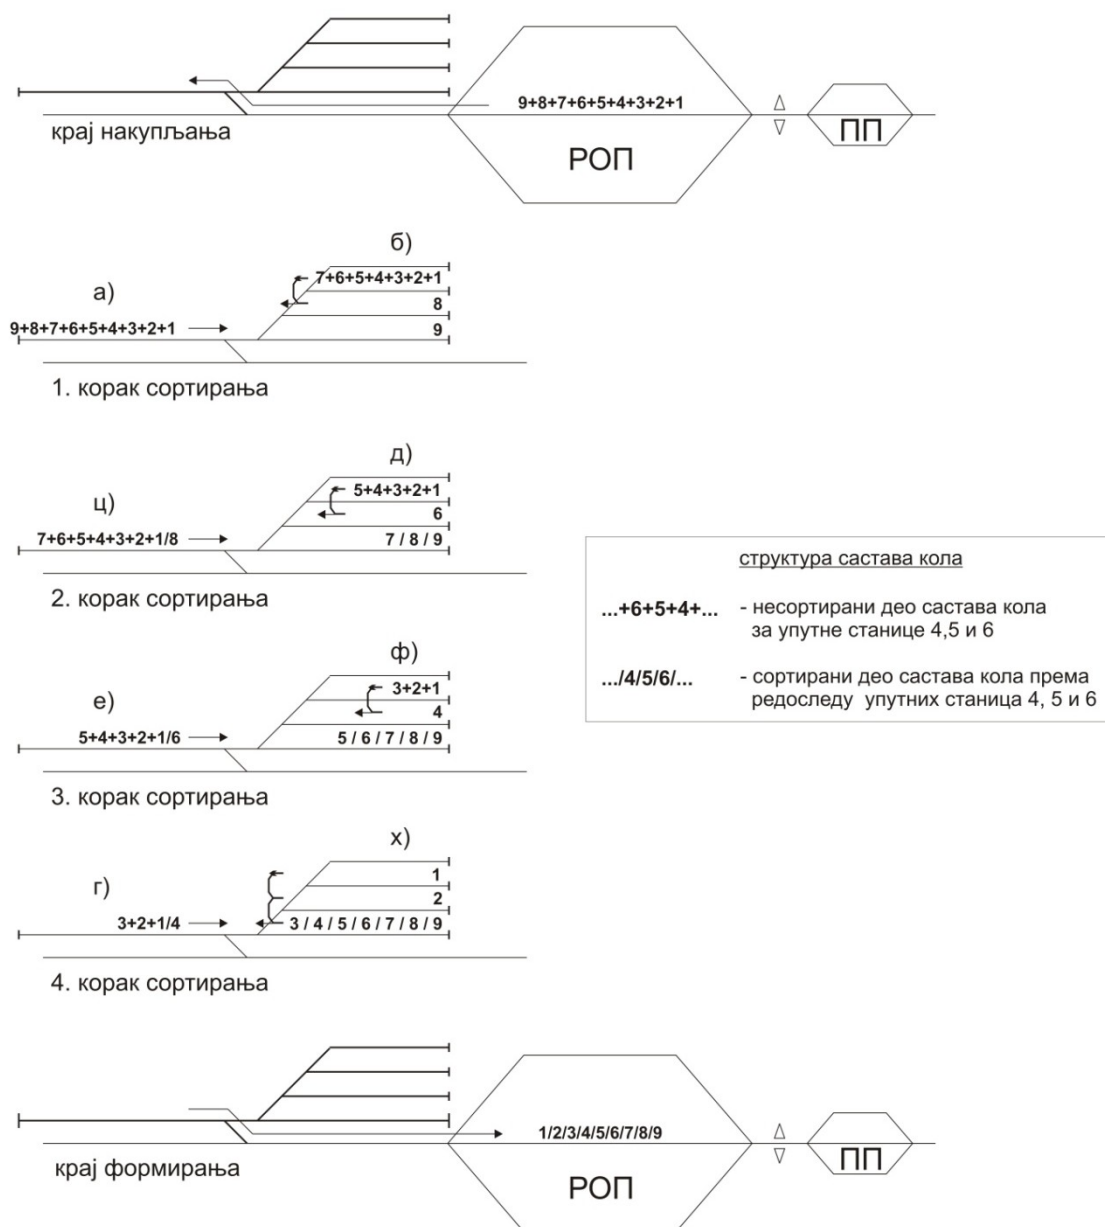 9+8+7+6+5+4+3+2+1
крај накупљања
РОП
ПП
б)
7+6+5+4+3+2+1
а)
8
9+8+7+6+5+4+3+2+1
9
1. корак сортирања
д)
5+4+3+2+1
ц)
6
7+6+5+4+3+2+1/8
7 / 8 / 9
2. корак сортирања
структура састава кола
...+6+5+4+... - несортирани део састава кола
за упутне станице 4,5 и 6
.../4/5/6/... - сортирани део састава кола према
редоследу упутних станица 4, 5 и 6
ф)
3+2+1
е)
4
5+4+3+2+1/6
5 / 6 / 7 / 8 / 9
3. корак сортирања
х)
1
г)
2
3+2+1/4
3 / 4 / 5 / 6 / 7 / 8 / 9
4. корак сортирања
1/2/3/4/5/6/7/8/9
крај формирања
РОП
ПП